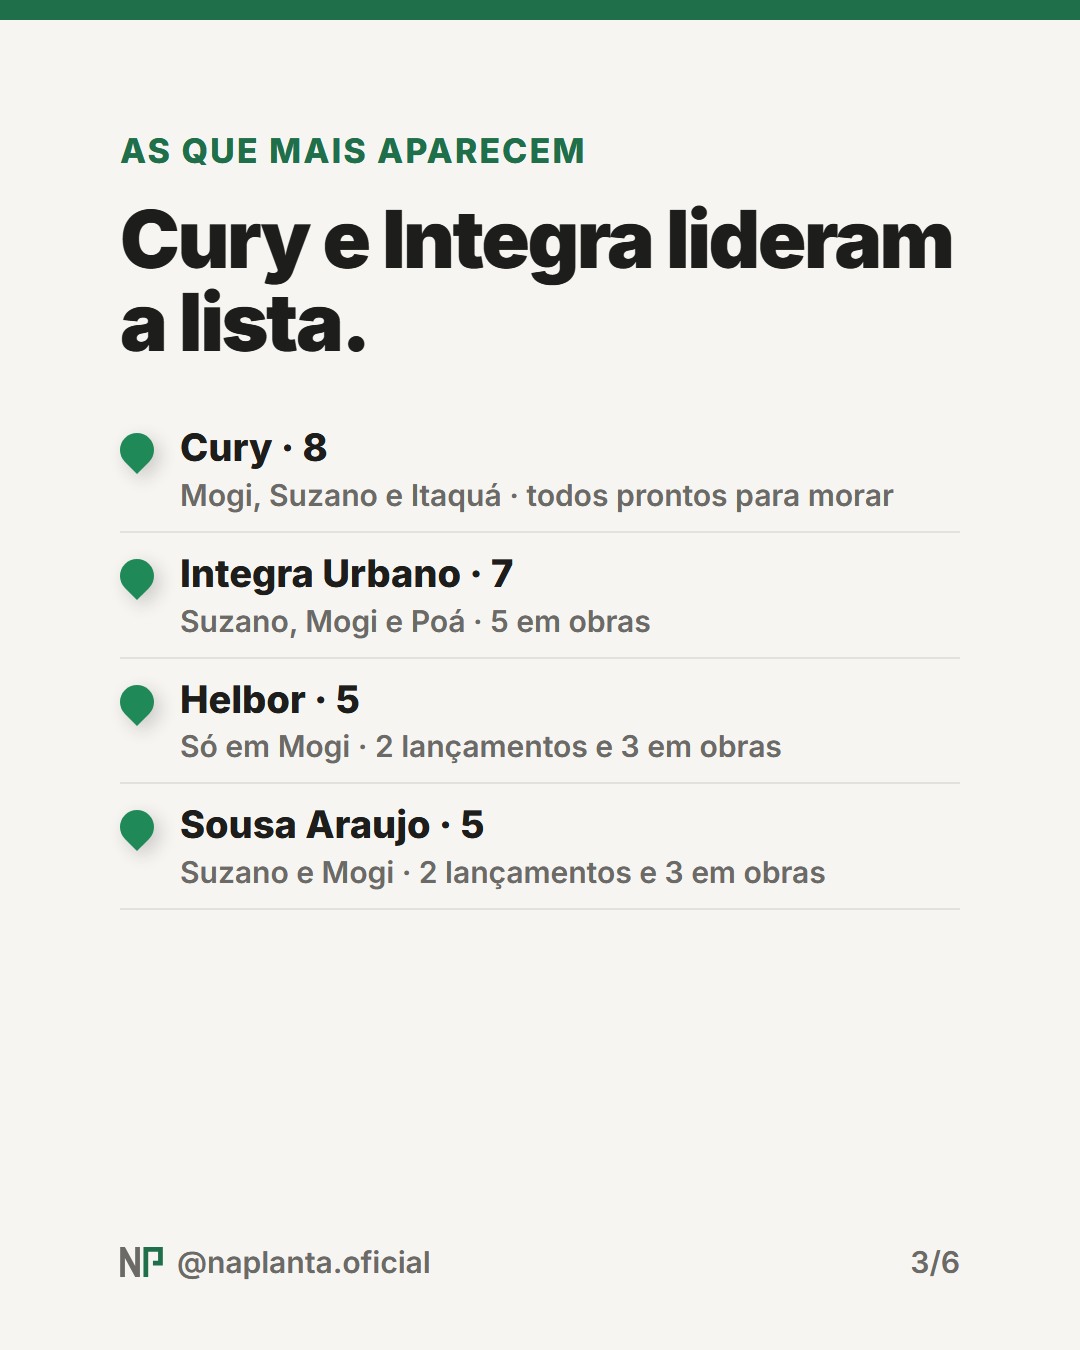 AS QUE MAIS APARECEM
Cury e Integra lideram
a lista.
Cury · 8
Mogi, Suzano e Itaquá · todos prontos para morar
Integra Urbano · 7
Suzano, Mogi e Poá · 5 em obras
Helbor · 5
Só em Mogi · 2 lançamentos e 3 em obras
Sousa Araujo · 5
Suzano e Mogi · 2 lançamentos e 3 em obras
NP @naplanta.oficial
3/6